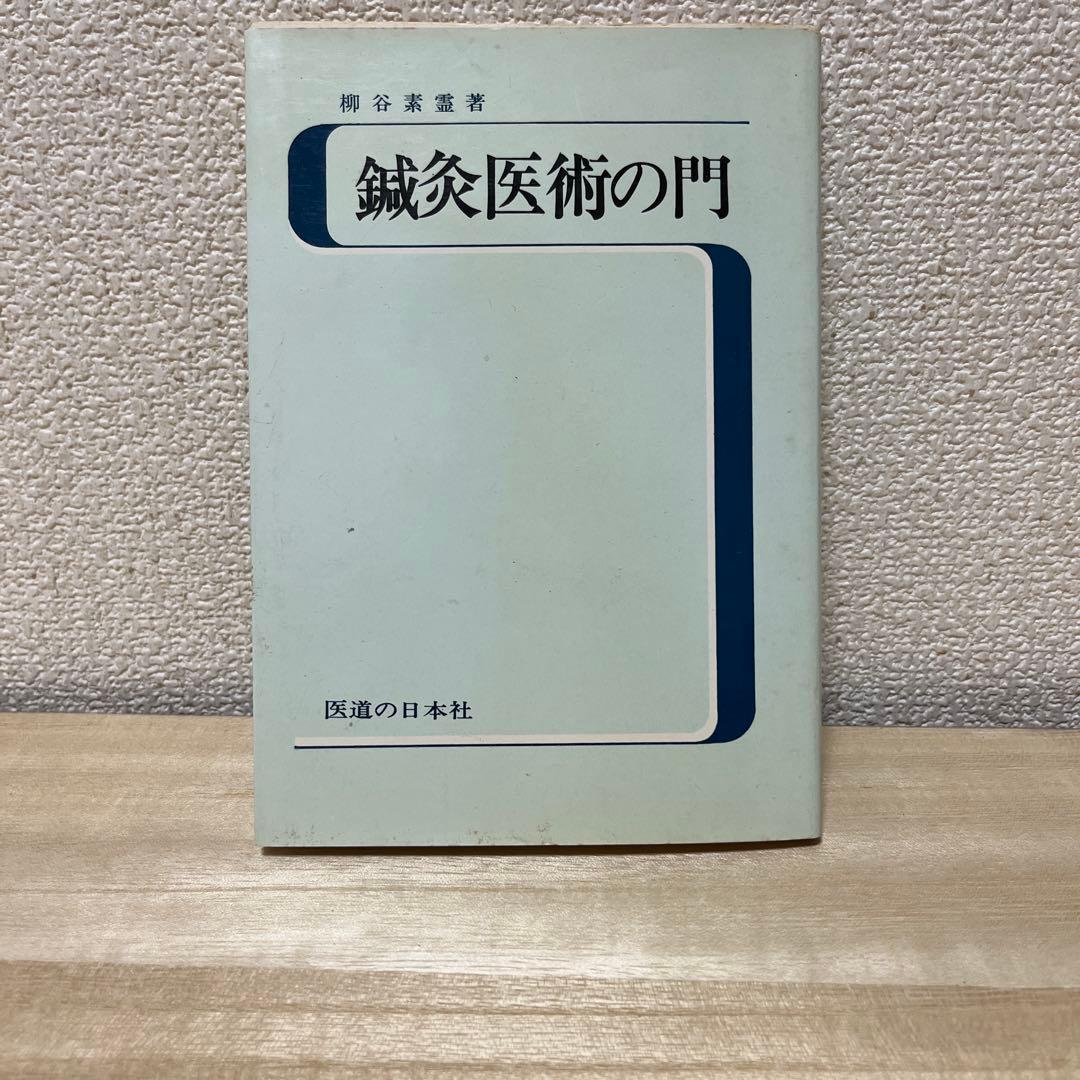 柳谷素霊著
鍼灸医術の門
医道の日本社